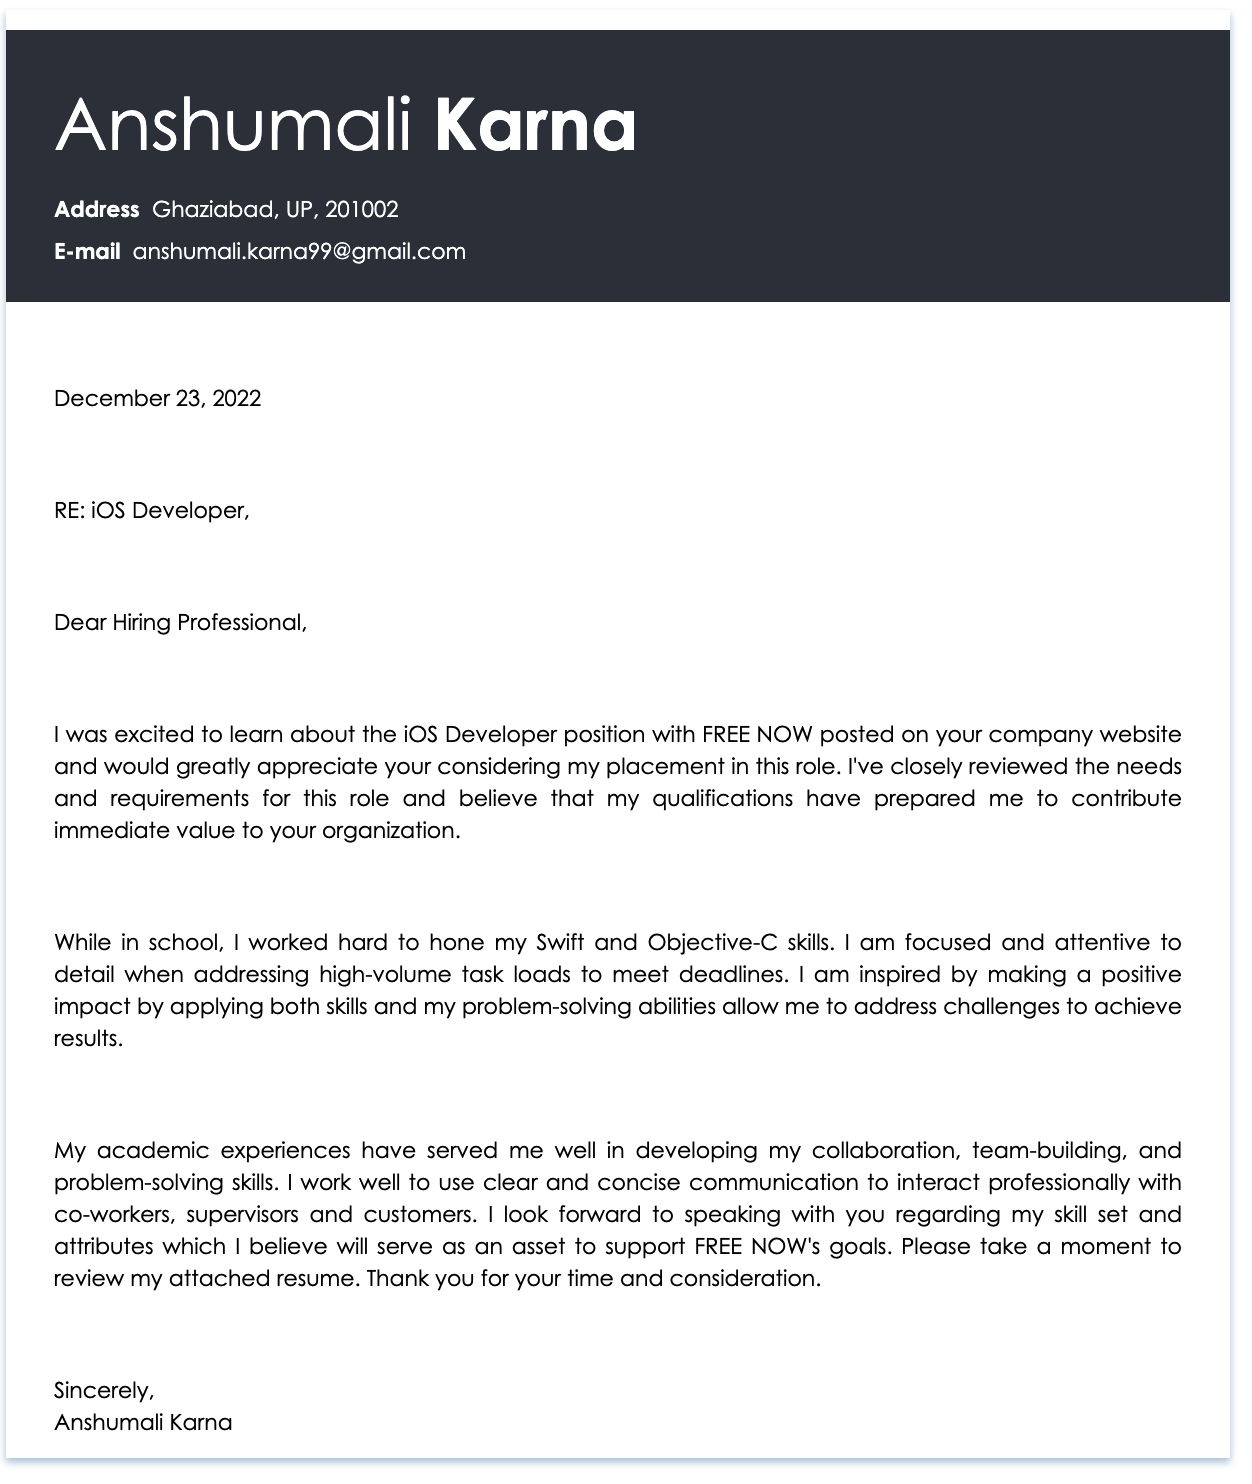 Anshumali Karna
Address Ghaziabad, UP, 201002
E-mail anshumali.karna99@gmail.com
December 23, 2022
RE: iOS Developer,
Dear Hiring Professional,
I was excited to learn about the iOS Developer position with FREE NOW posted on your company website
and would greatly appreciate your considering my placement in this role. I've closely reviewed the needs
and requirements for this role and believe that my qualifications have prepared me to contribute
immediate value to your organization.
While in school, I worked hard to hone my Swift and Objective-C skills. I am focused and attentive to
detail when addressing high-volume task loads to meet deadlines. I am inspired by making a positive
impact by applying both skills and my problem-solving abilities allow me to address challenges to achieve
results.
My academic experiences have served me well in developing my collaboration, team-building, and
problem-solving skills. I work well to use clear and concise communication to interact professionally with
co-workers, supervisors and customers. I look forward to speaking with you regarding my skill set and
attributes which I believe will serve as an asset to support FREE NOW's goals. Please take a moment to
review my attached resume. Thank you for your time and consideration.
Sincerely,
Anshumali Karna